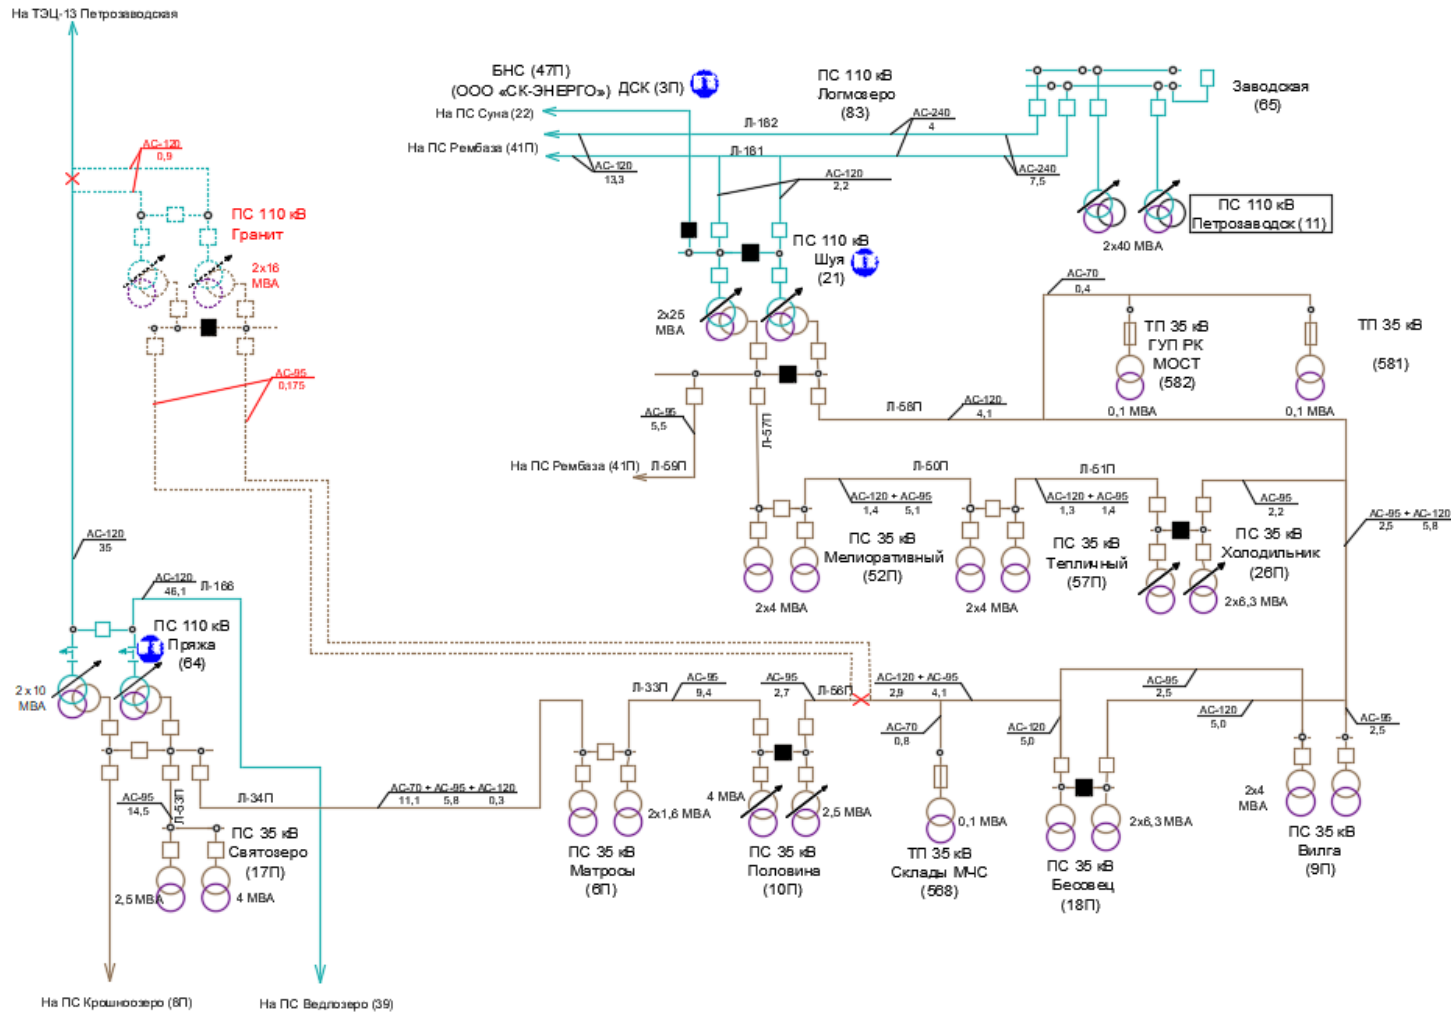 На ТЭЦ-13 Петрозаводская
БНС (47П)
(ООО «СК-ЭНЕРГО»)
ДСК (3П)
ПС 110 кВ
Логмозеро
(83)
Заводская
(65)
На ПС Суна (22)
Л-182
АС-240
4
На ПС Рембаза (41П)
Л-181
АС-120
13,3
АС-240
7,5
АС-120
2,2
АС-120
0,9
ПС 110 кВ
Гранит
2х16
МВА
ПС 110 кВ
Петрозаводск (11)
2х40 МВА
ПС 110 кВ
Шуя
(21)
2х25
МВА
АС-70
0,4
ТП 35 кВ
ГУП РК
МОСТ
(582)
0,1 МВА
ТП 35 кВ
(581)
0,1 МВА
АС-95
0,175
АС-95
5,5
Л-57П
Л-58П
АС-120
4,1
На ПС Рембаза (41П)
Л-59П
Л-50П
АС-120 + АС-95
1,4 5,1
Л-51П
АС-120 + АС-95
1,3 1,4
АС-95
2,2
АС-95 + АС-120
2,5 5,8
ПС 35 кВ
Мелиоративный
(52П)
2х4 МВА
ПС 35 кВ
Тепличный
(57П)
2х4 МВА
ПС 35 кВ
Холодильник
(26П)
2х6,3 МВА
АС-120
35
АС-120
46,1
Л-166
ПС 110 кВ
Пряжа
(64)
2 х 10
МВА
Л-33П
АС-95
9,4
АС-95
2,7
Л-56П
АС-120 + АС-95
2,9 4,1
АС-95
2,5
АС-70
0,8
АС-120
5,0
АС-120
5,0
АС-95
2,5
АС-95
14,5
Л-53П
Л-34П
АС-70 + АС-95 + АС-120
11,1 5,8 0,3
2х1,6 МВА
4 МВА
2,5 МВА
0,1 МВА
2х6,3 МВА
2х4
МВА
ПС 35 кВ
Святозеро
(17П)
2,5 МВА
4 МВА
ПС 35 кВ
Матросы
(6П)
ПС 35 кВ
Половина
(10П)
ТП 35 кВ
Склады МЧС
(568)
ПС 35 кВ
Бесовец
(18П)
ПС 35 кВ
Вилга
(9П)
На ПС Крошнозеро (8П)
На ПС Ведлозеро (39)